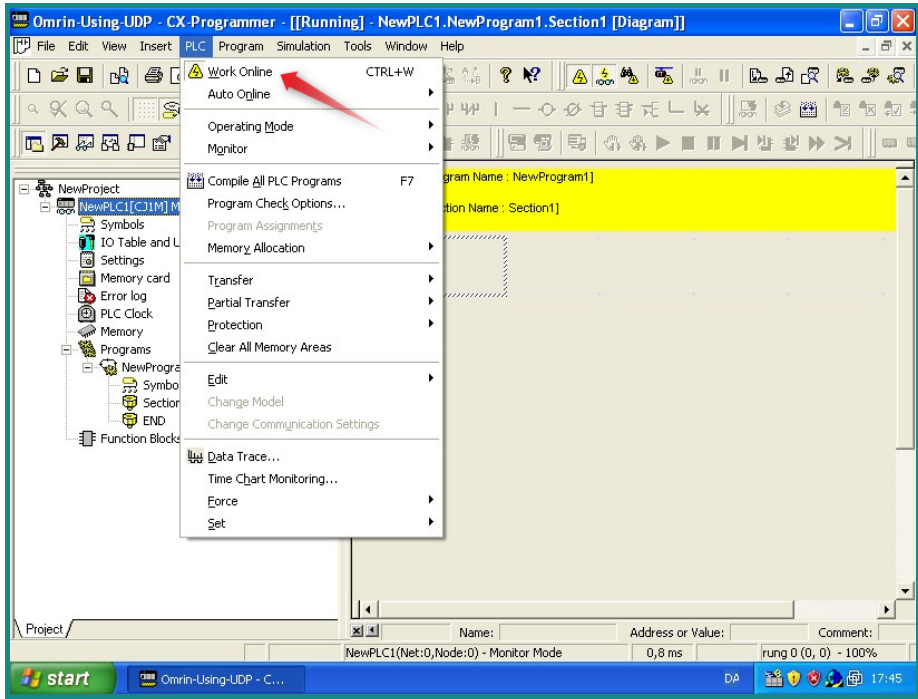 Omrin-Using-UDP - CX-Programmer - [[Running] - NewPLC1.NewProgram1.Section1 [Diagram]]
File Edit View Insert PLC Program Simulation Tools Window Help
Work Online CTRL+W
Auto Online
Operating Mode
Monitor
Compile All PLC Programs F7
Program Check Options...
Program Assignments
Memory Allocation
Transfer
Partial Transfer
Protection
Clear All Memory Areas
Edit
Change Model
Change Communication Settings
Data Trace...
Time Chart Monitoring...
Force
Set
NewProject
NewPLC1[CJ1M] M
Symbols
IO Table and U
Settings
Memory card
Error log
PLC Clock
Memory
Programs
NewProgra
Symbo
Section
END
Function Blocks
gram Name : NewProgram1]
ction Name : Section1]
Project
Name: Address or Value: Comment:
NewPLC1(Net:0,Node:0) - Monitor Mode 0,8 ms rung 0 (0, 0) - 100%
start Omrin-Using-UDP - C... DA 17:45